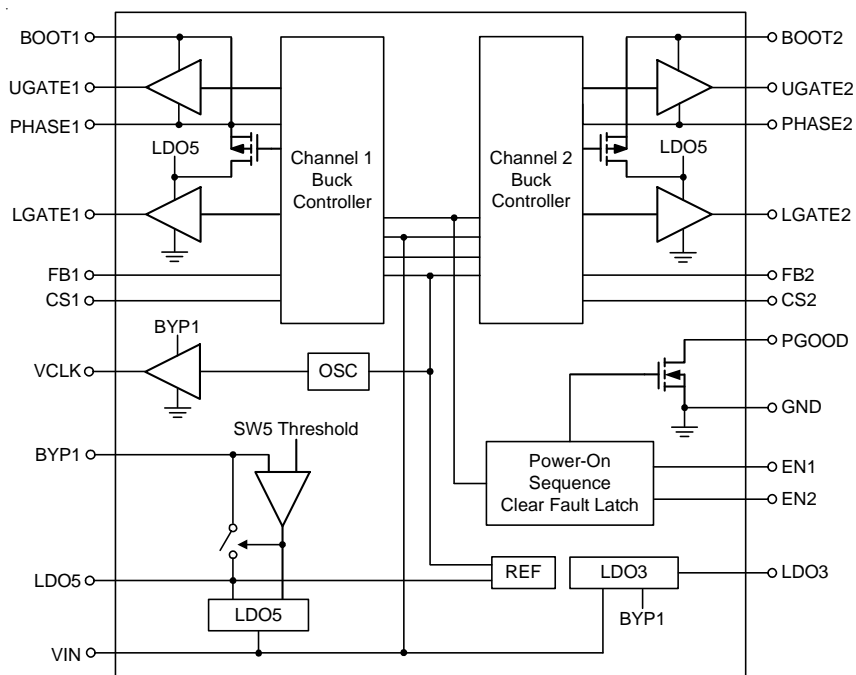 BOOT1
BOOT2
UGATE1
UGATE2
PHASE1
PHASE2
LDO5
LDO5
Channel 1
Buck
Controller
Channel 2
Buck
Controller
LGATE1
LGATE2
FB1
FB2
CS1
CS2
BYP1
PGOOD
VCLK
OSC
GND
SW5 Threshold
BYP1
Power-On
Sequence
Clear Fault Latch
EN1
EN2
LDO5
REF
LDO3
LDO3
LDO5
BYP1
VIN